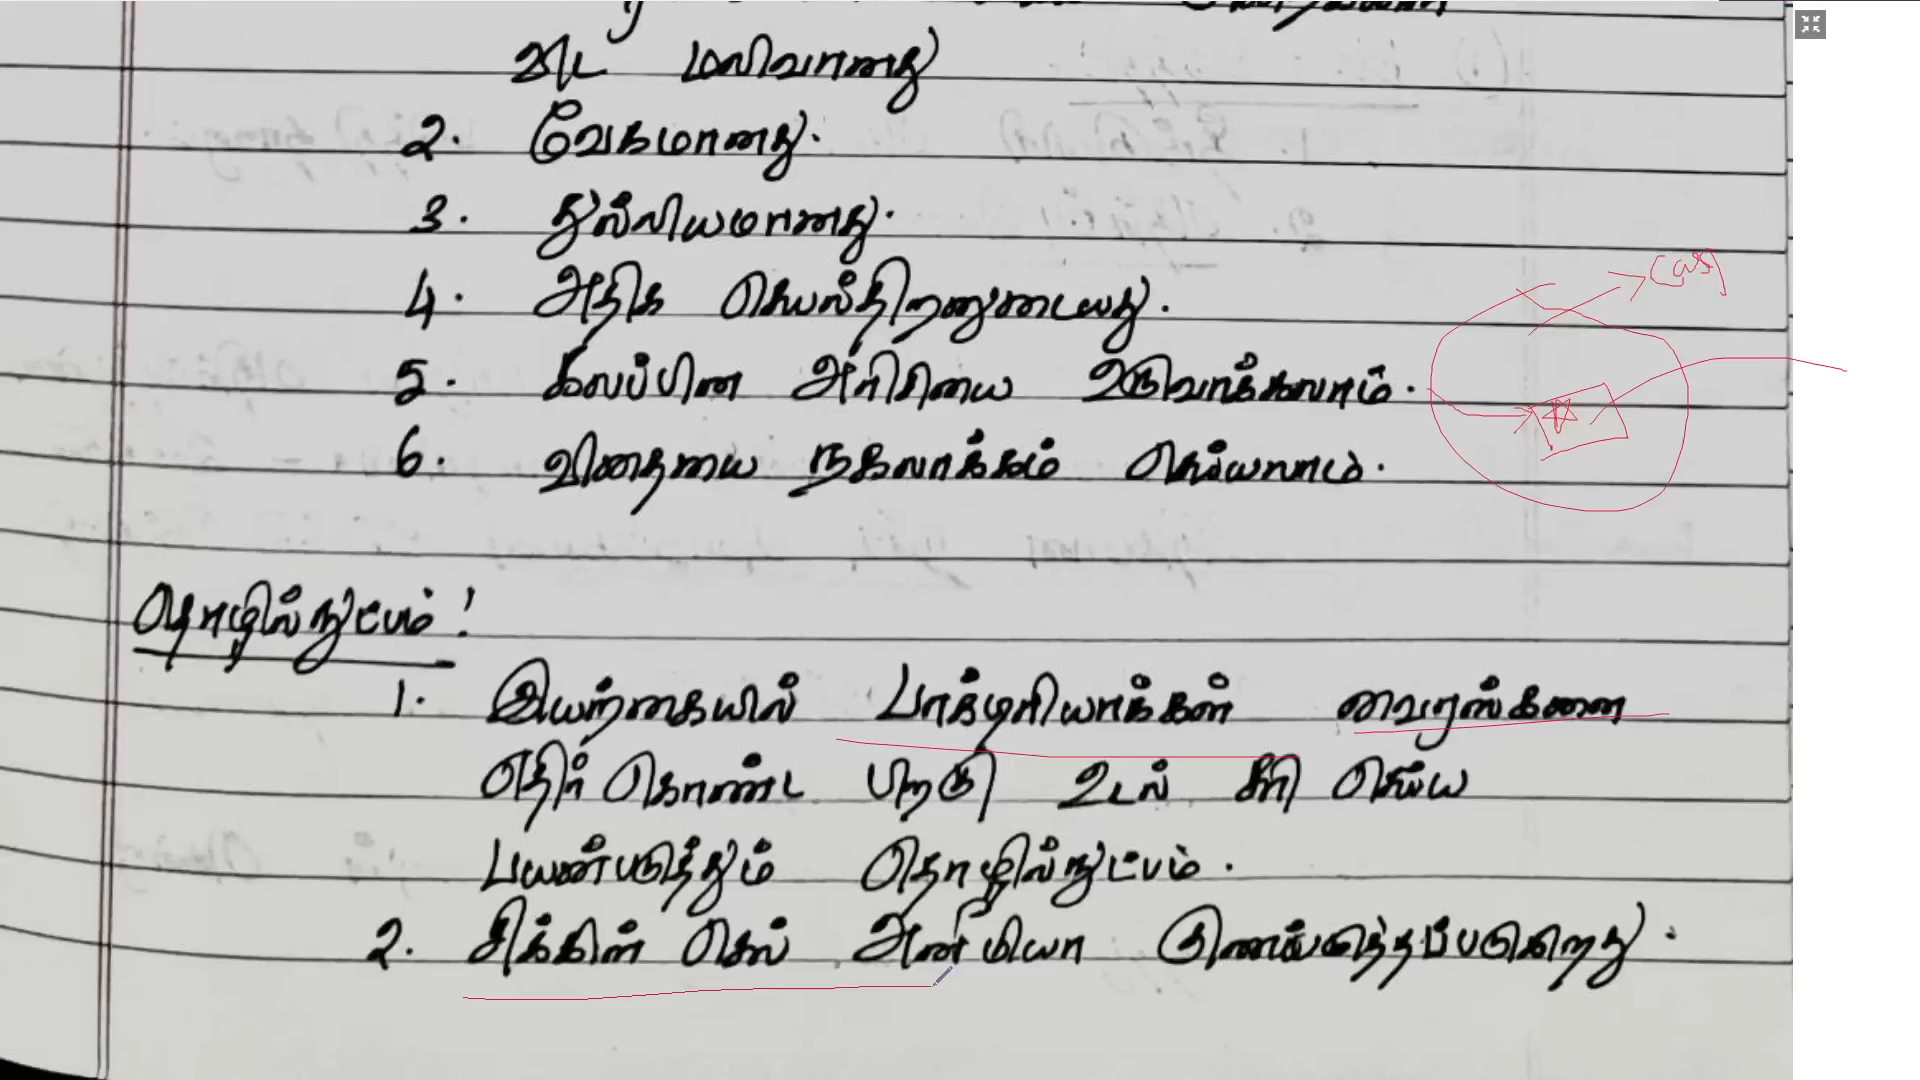 விட மலிவானது
2. வேகமானது.
3. துல்லியமானது.
4. அதிக செயல்திறனுடையது.
5. கலப்பின அரிசியை உருவாக்கலாம்.
6. விதையை நகலாக்கம் செய்யலாம்.
தொழில்நுட்பம் !
1. இயற்கையில் பாக்டீரியாக்கள் வைரஸ்களை
எதிர் கொண்ட பிறகு உடல் சரி செய்ய
பயன்படுத்தும் தொழில்நுட்பம்.
2. சிக்கிள் செல் அனீமியா குணப்படுத்தப்படுகிறது.